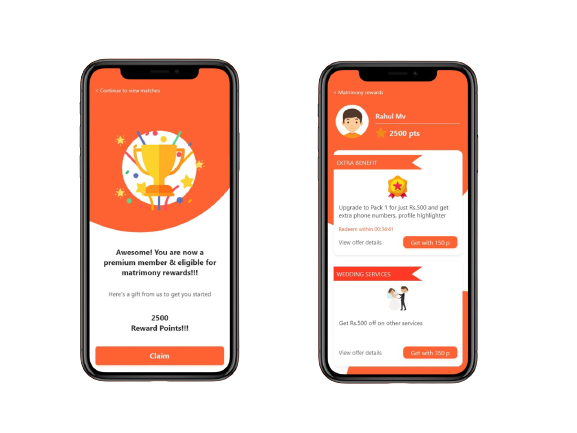 ‹ Continue to view matches
Awesome! You are now a
premium member & eligible for
matrimony rewards!!!
Here's a gift from us to get you started
2500
Reward Points!!!
Claim
‹ Matrimony rewards
Rahul Mv
2500 pts
EXTRA BENEFIT
Upgrade to Pack 1 for just Rs.500 and get
extra phone numbers, profile highlighter
Redeem within 00:34:41
View offer details
Get with 150 p
WEDDING SERVICES
Get Rs.500 off on other services
View offer details
Get with 350 p